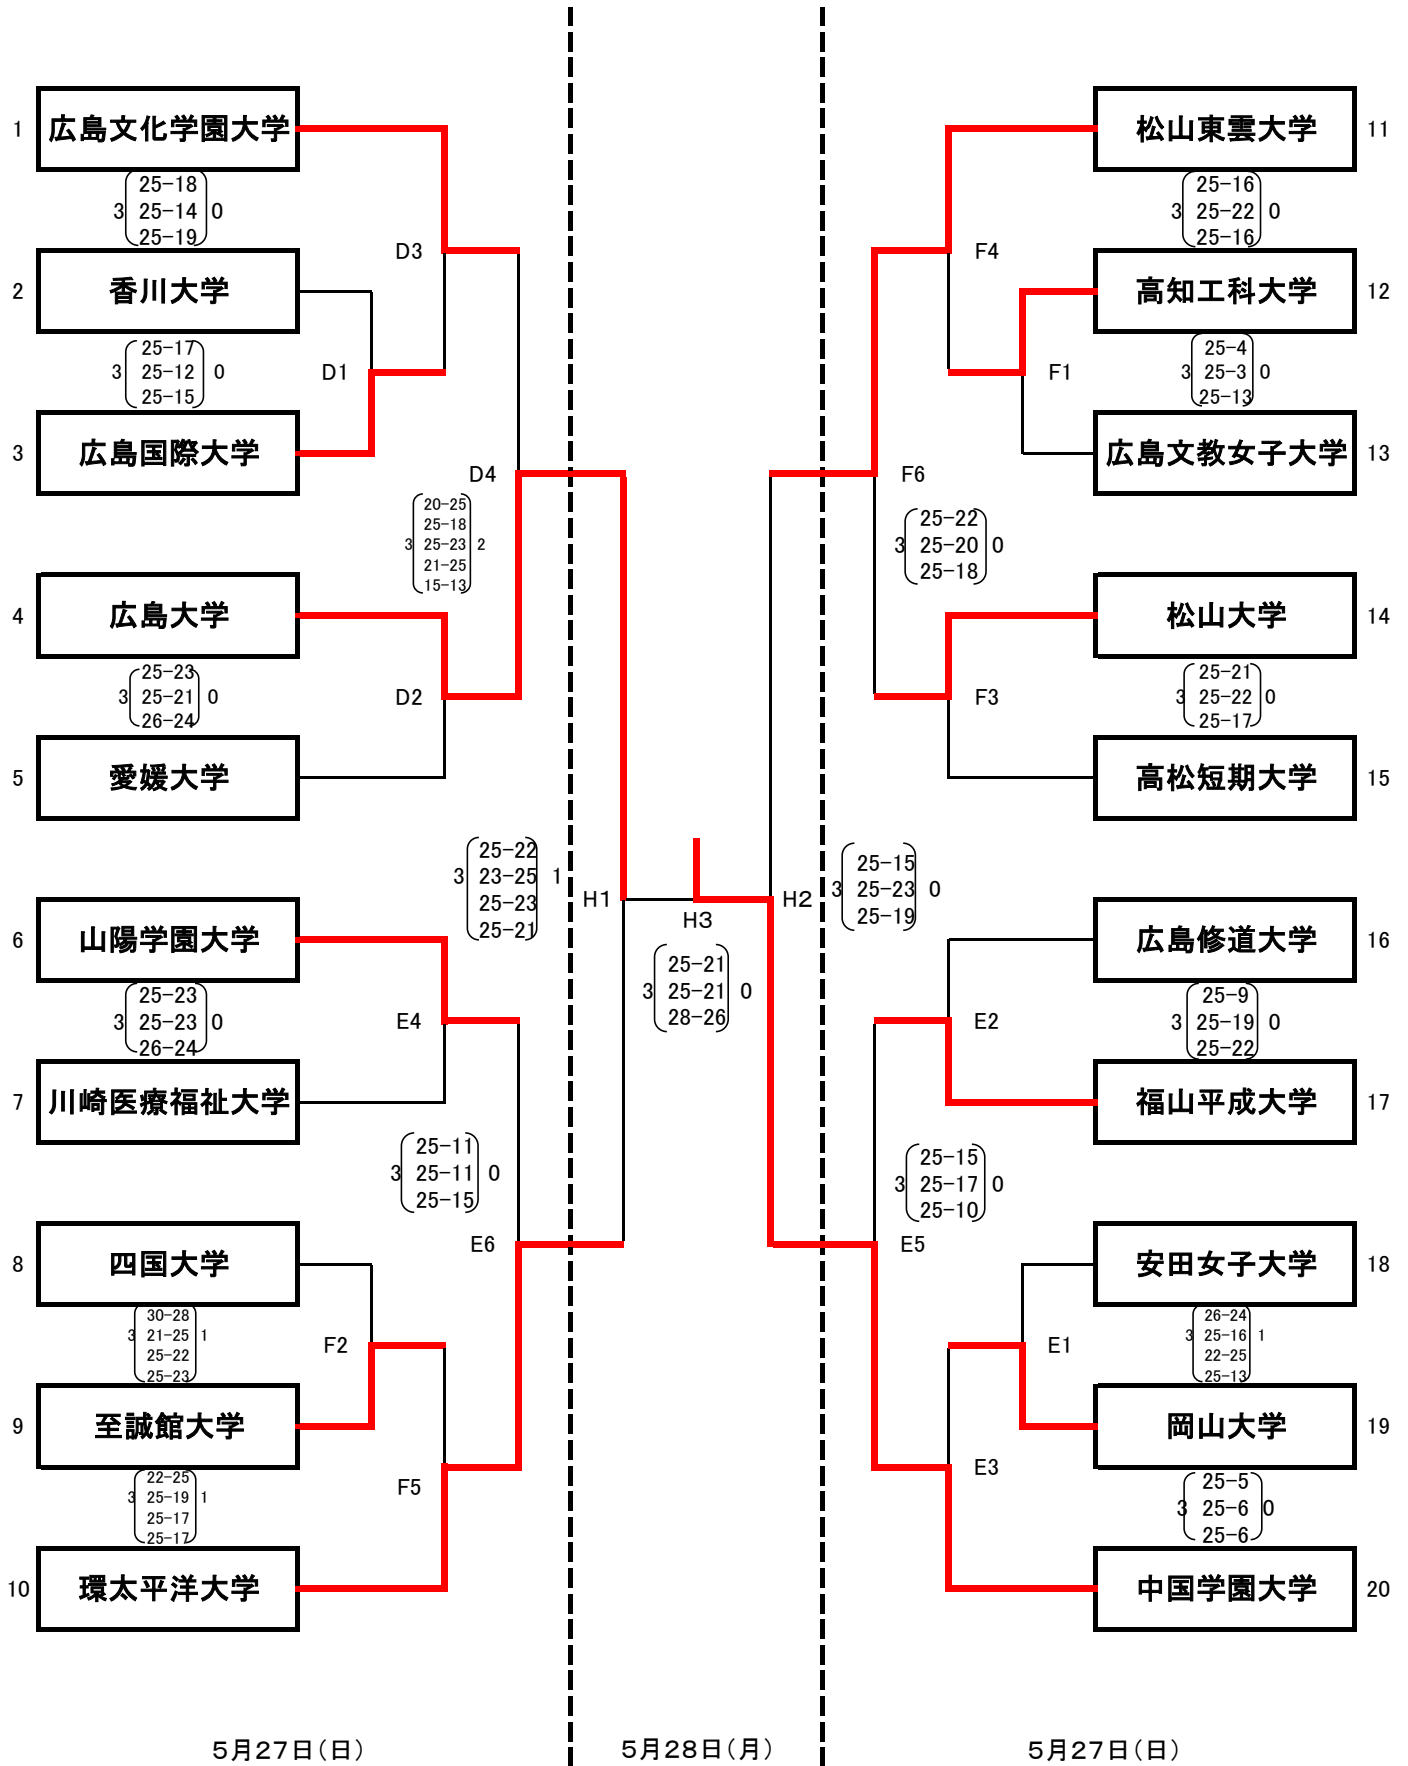 1 広島文化学園大学
25-18
3 25-14 0
25-19
D3
2 香川大学
25-17
3 25-12 0
25-15
D1
3 広島国際大学
D4
20-25
25-18
3 25-23 2
21-25
15-13
4 広島大学
25-23
3 25-21 0
26-24
D2
5 愛媛大学
25-22
3 23-25 1
25-23
25-21
H1
6 山陽学園大学
25-23
3 25-23 0
26-24
E4
7 川崎医療福祉大学
25-11
3 25-11 0
25-15
E6
8 四国大学
30-28
3 21-25 1
25-22
25-23
F2
9 至誠館大学
22-25
3 25-19 1
25-17
25-17
F5
10 環太平洋大学
H3
25-21
3 25-21 0
28-26
松山東雲大学 11
25-16
3 25-22 0
25-16
F4
高知工科大学 12
25-4
3 25-3 0
25-13
F1
広島文教女子大学 13
F6
25-22
3 25-20 0
25-18
松山大学 14
25-21
3 25-22 0
25-17
F3
高松短期大学 15
H2
25-15
3 25-23 0
25-19
広島修道大学 16
25-9
3 25-19 0
25-22
E2
福山平成大学 17
25-15
3 25-17 0
25-10
E5
安田女子大学 18
26-24
3 25-16 1
22-25
25-13
E1
岡山大学 19
25-5
3 25-6 0
25-6
E3
中国学園大学 20
5月27日(日)
5月28日(月)
5月27日(日)